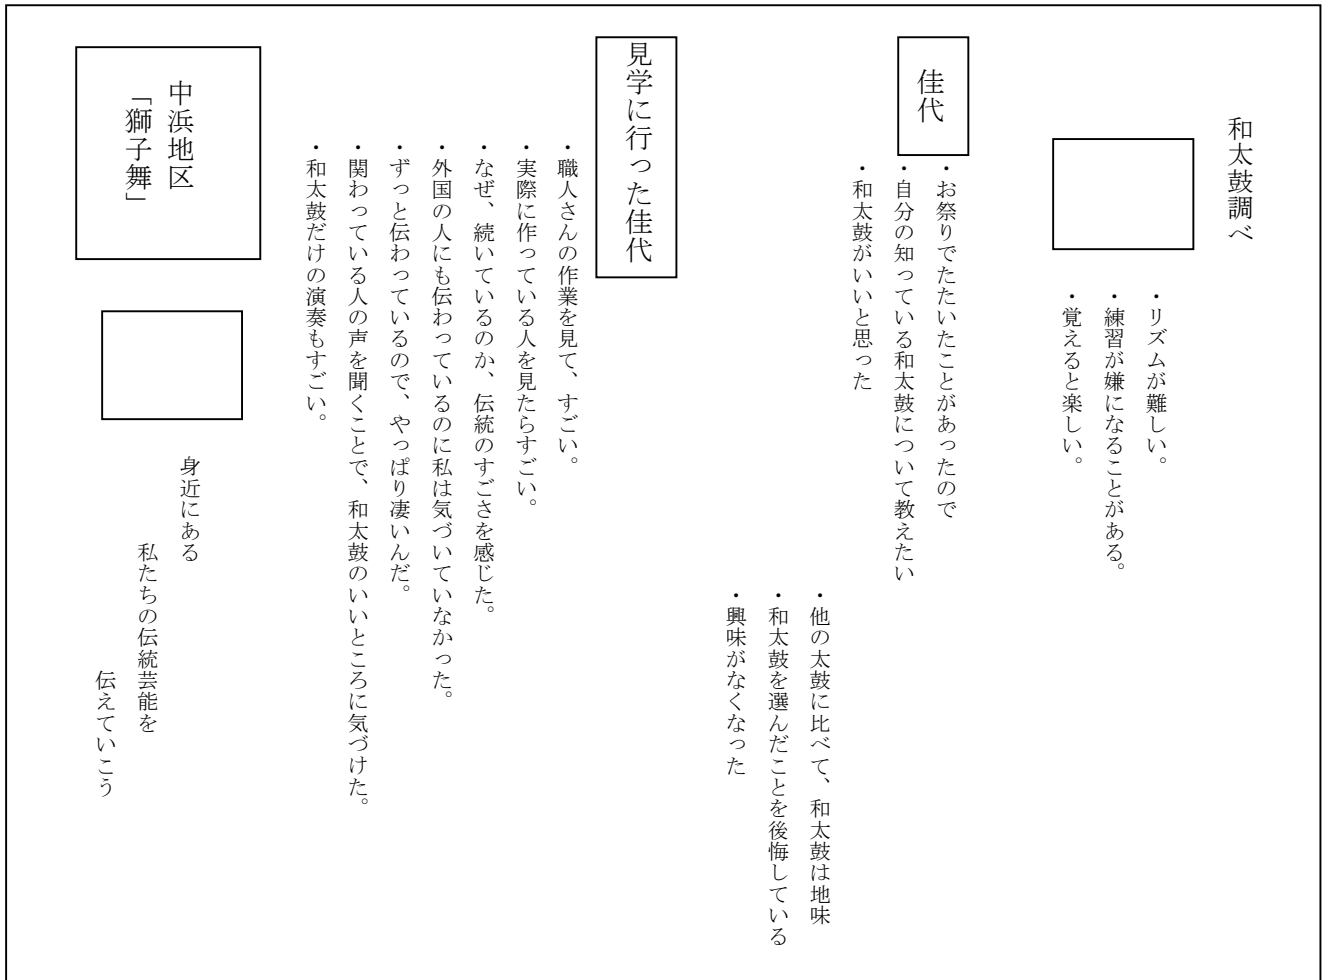 和太鼓調べ
・リズムが難しい。
・練習が嫌になることがある。
・覚えると楽しい。
佳代
・お祭りでたたいたことがあったので
・自分の知っている和太鼓について教えたい
・和太鼓がいいと思った
・他の太鼓に比べて、和太鼓は地味
・和太鼓を選んだことを後悔している
・興味がなくなった
見学に行った佳代
・職人さんの作業を見て、すごい。
・実際に作っている人を見たらすごい。
・なぜ、続いているのか、伝統のすごさを感じた。
・外国の人にも伝わっているのに私は気づいていなかった。
・ずっと伝わっているので、やっぱり凄いんだ。
・関わっている人の声を聞くことで、和太鼓のいいところに気づけた。
・和太鼓だけの演奏もすごい。
中浜地区
「獅子舞」
身近にある
私たちの伝統芸能を
伝えていこう